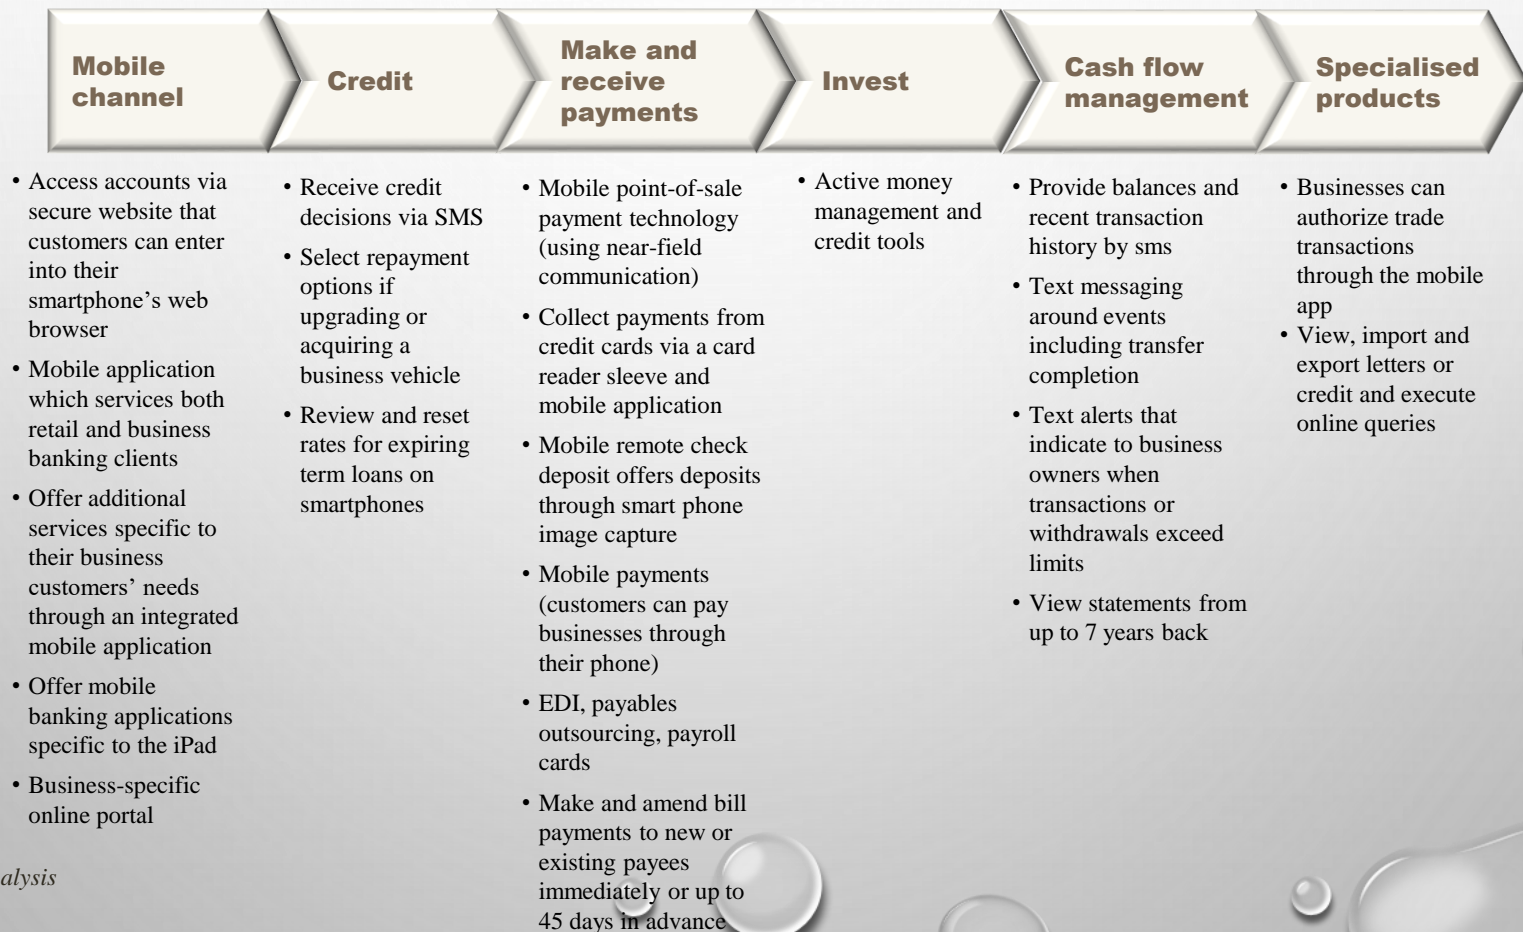 Mobile
channel
Credit
Make and
receive
payments
Invest
Cash flow
management
Specialised
products
• Access accounts via
secure website that
customers can enter
into their
smartphone’s web
browser
• Mobile application
which services both
retail and business
banking clients
• Offer additional
services specific to
their business
customers’ needs
through an integrated
mobile application
• Offer mobile
banking applications
specific to the iPad
• Business-specific
online portal
• Receive credit
decisions via SMS
• Select repayment
options if
upgrading or
acquiring a
business vehicle
• Review and reset
rates for expiring
term loans on
smartphones
• Mobile point-of-sale
payment technology
(using near-field
communication)
• Collect payments from
credit cards via a card
reader sleeve and
mobile application
• Mobile remote check
deposit offers deposits
through smart phone
image capture
• Mobile payments
(customers can pay
businesses through
their phone)
• EDI, payables
outsourcing, payroll
cards
• Make and amend bill
payments to new or
existing payees
immediately or up to
45 days in advance
• Active money
management and
credit tools
• Provide balances and
recent transaction
history by sms
• Text messaging
around events
including transfer
completion
• Text alerts that
indicate to business
owners when
transactions or
withdrawals exceed
limits
• View statements from
up to 7 years back
• Businesses can
authorize trade
transactions
through the mobile
app
• View, import and
export letters or
credit and execute
online queries
alysis